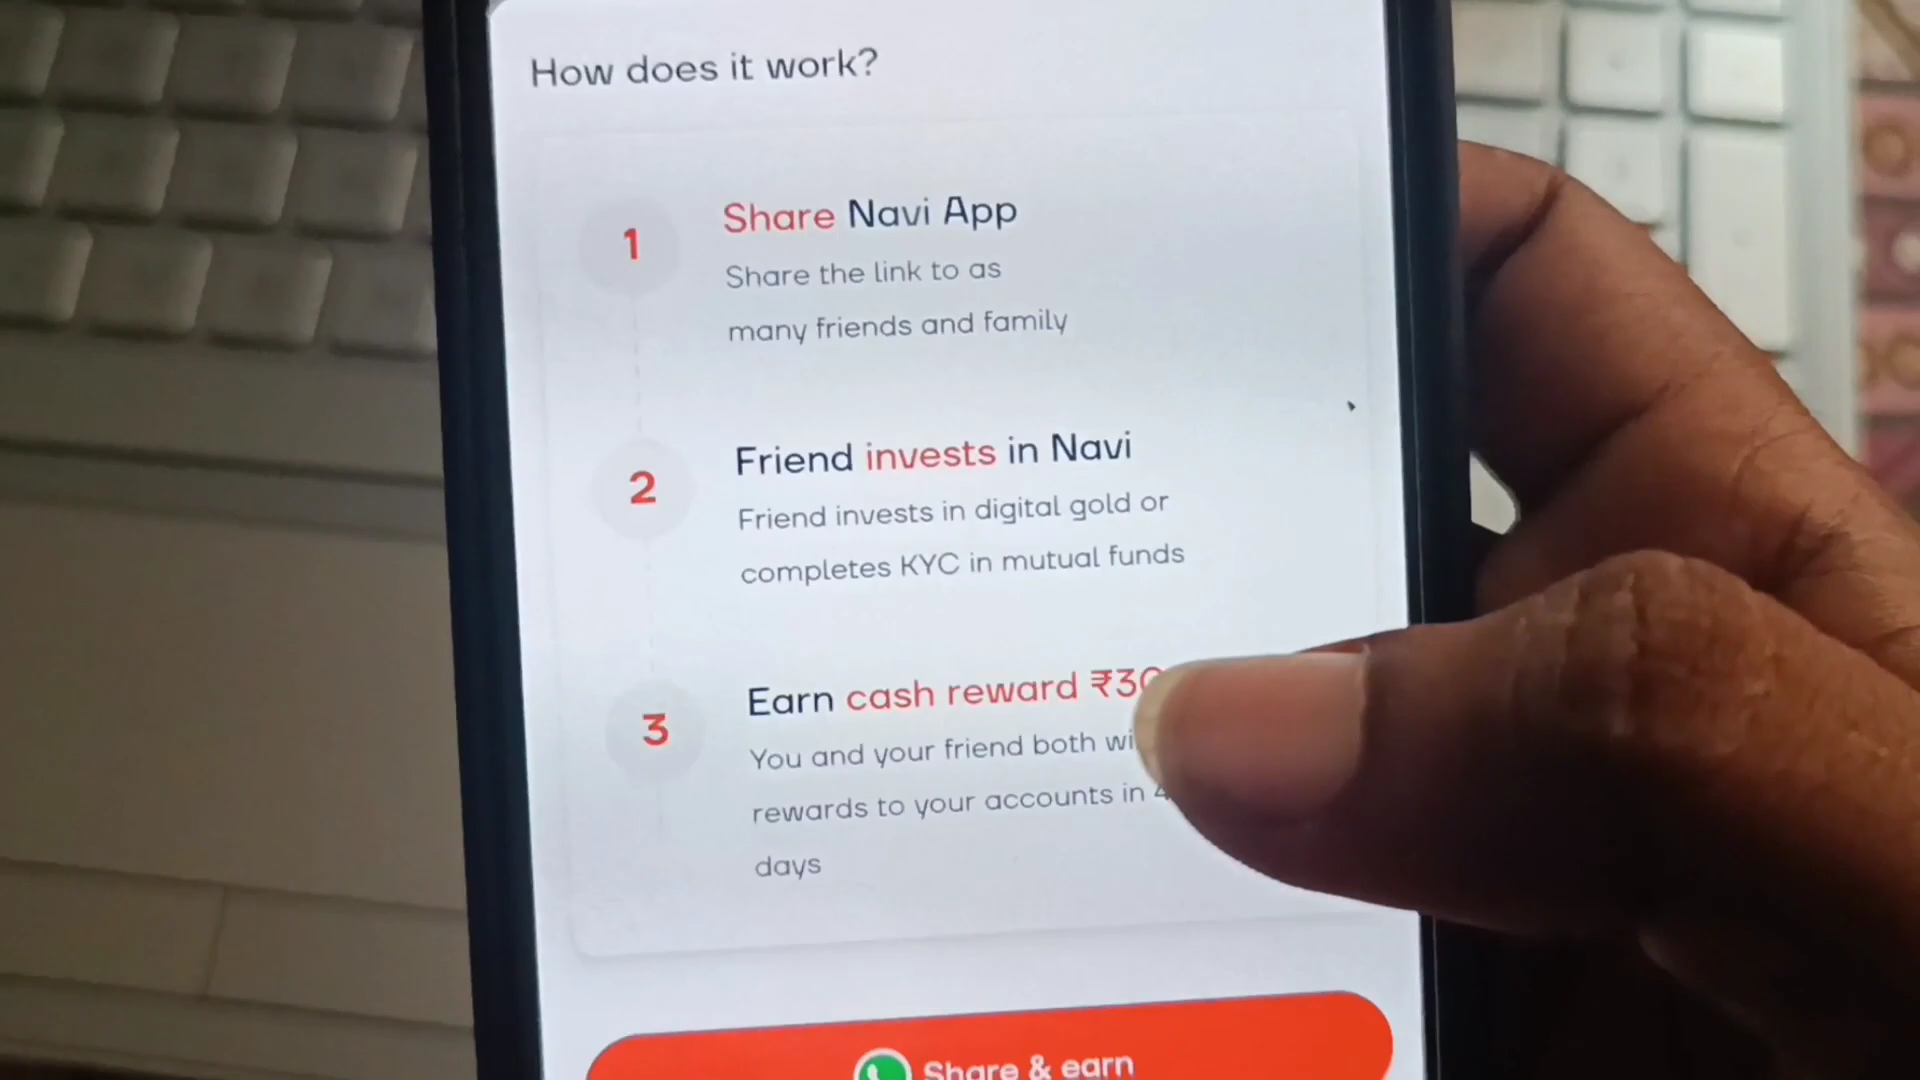 How does it work?
1
Share Navi App
Share the link to as
many friends and family
2
Friend invests in Navi
Friend invests in digital gold or
completes KYC in mutual funds
3
Earn cash reward
You and your friend both
rewards to your accounts in
days
Share & earn